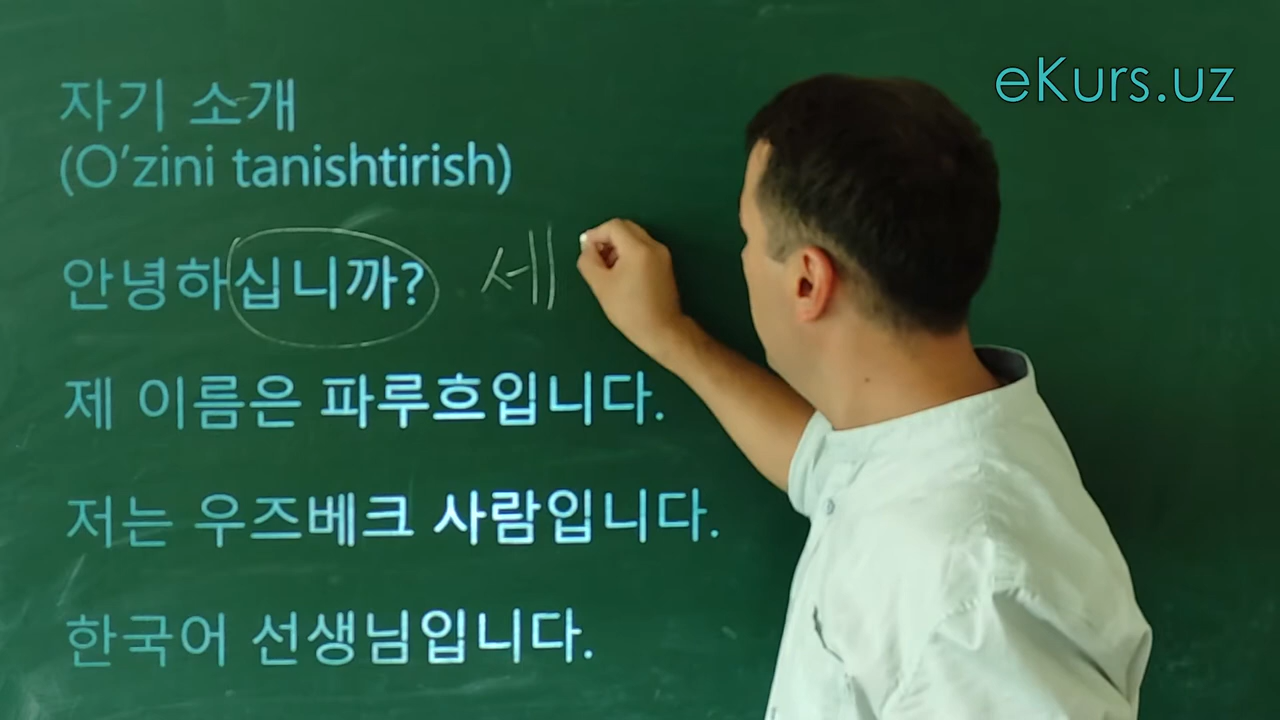 eKurs.uz
자기 소개
(O'zini tanishtirish)
안녕하십니까? 세
제 이름은 파루흐입니다.
저는 우즈베크 사람입니다.
한국어 선생님입니다.